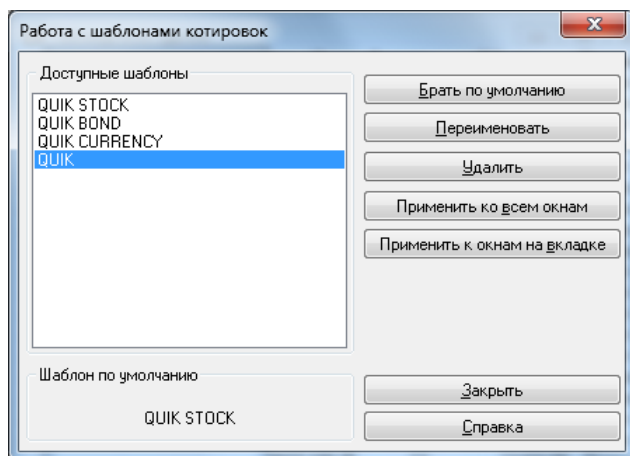 Работа с шаблонами котировок
Доступные шаблоны
QUIK STOCK
QUIK BOND
QUIK CURRENCY
QUIK
Брать по умолчанию
Переименовать
Удалить
Применить ко всем окнам
Применить к окнам на вкладке
Шаблон по умолчанию
QUIK STOCK
Закрыть
Справка